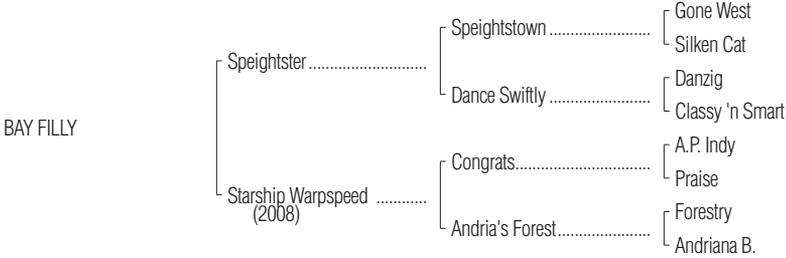 Gone West
Speightstown ........................
Silken Cat
Speightster ............................
Danzig
Dance Swiftly ........................
Classy 'n Smart
BAY FILLY
A.P. Indy
Congrats................................
Praise
Starship Warpspeed ............
(2008)
Forestry
Andria's Forest......................
Andriana B.